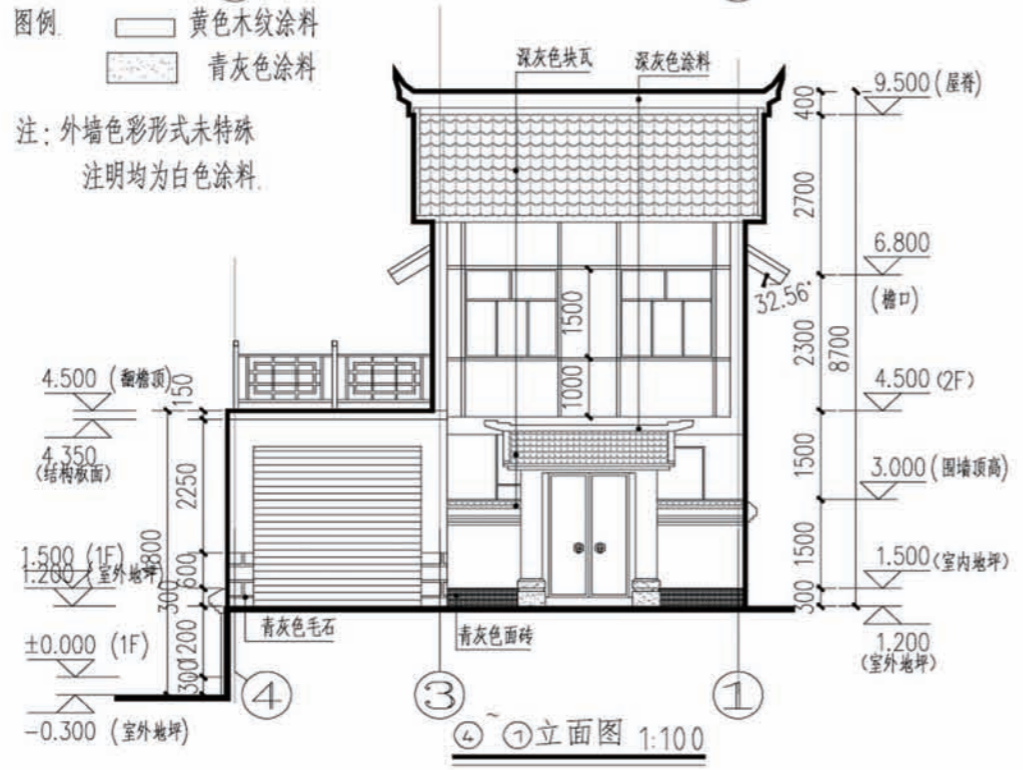 图例.
黄色木纹涂料
青灰色涂料
注：外墙色彩形式未特殊
注明均为白色涂料.
深灰色块瓦
深灰色涂料
9.500 (屋脊)
400
2700
6.800
(檐口)
32.56°
2300
8700
1500
1000
4.500 (翻檐顶)
150
4.350
(结构板面)
4.500 (2F)
1500
3.000 (围墙顶高)
2250
1500
1.500 (1F)
1.200 (室外地坪)
600
300
1.500 (室内地坪)
300
1.200
(室外地坪)
青灰色毛石
青灰色面砖
±0.000 (1F)
1200
300
-0.300 (室外地坪)
4
3
1
4 ~ 1 立面图 1:100